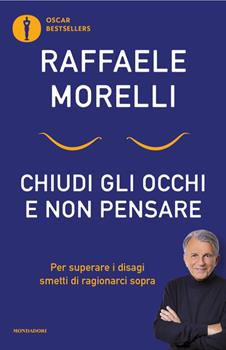 OSCAR
BESTSELLERS
RAFFAELE
MORELLI
CHIUDI GLI OCCHI
E NON PENSARE
Per superare i disagi
smetti di ragionarci sopra
MONDADORI